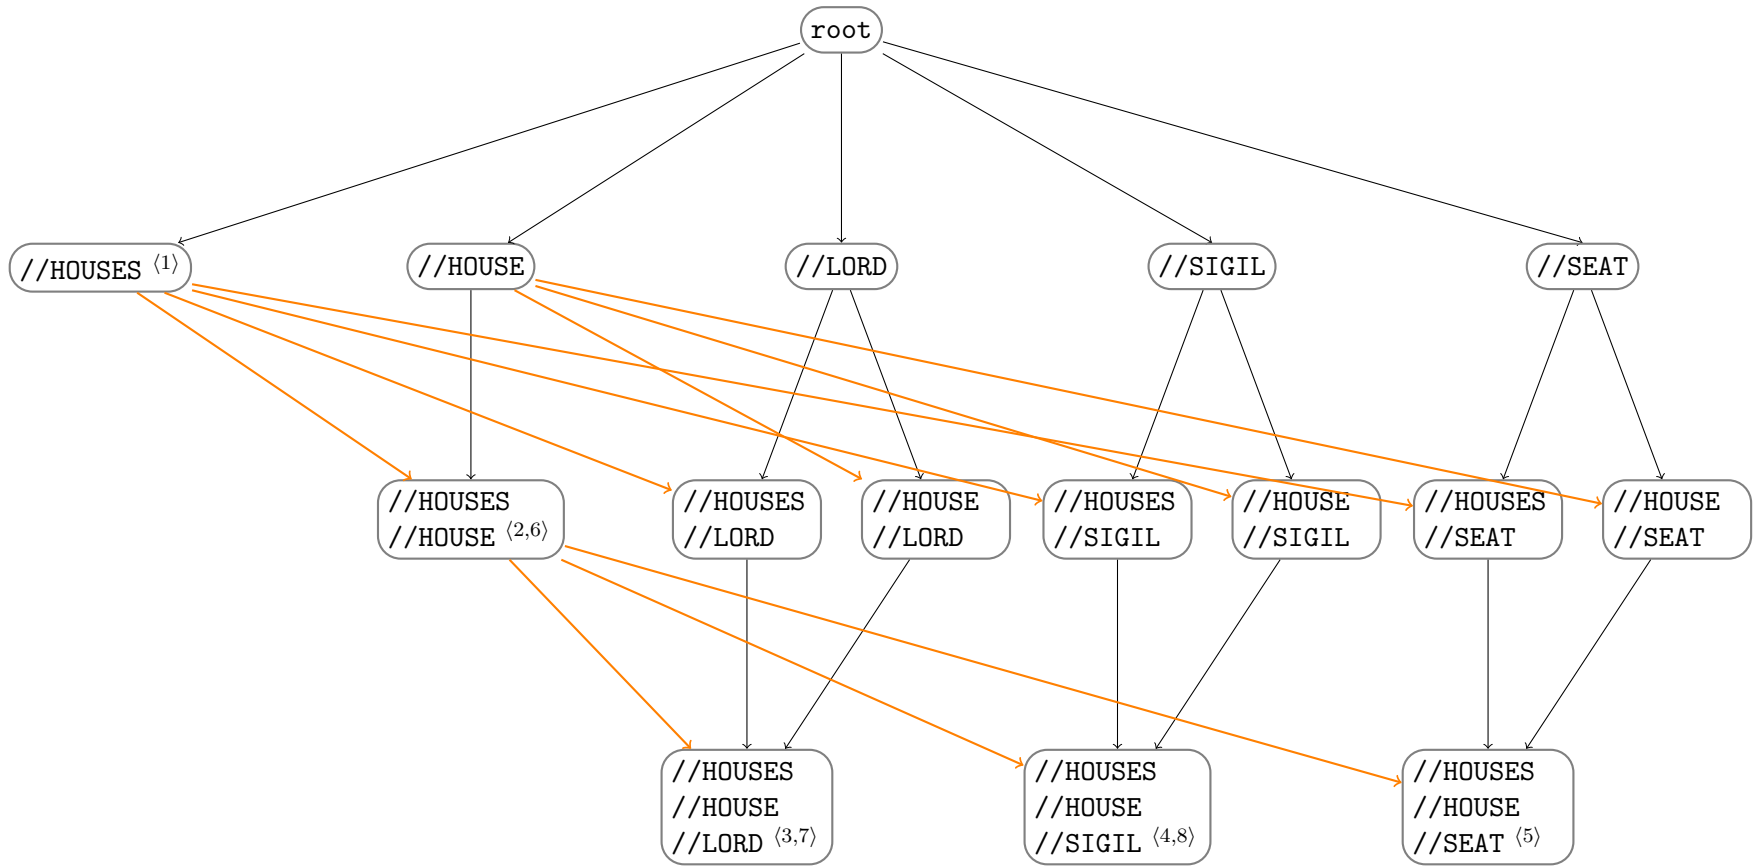 root
//HOUSES ⟨1⟩
//HOUSE
//LORD
//SIGIL
//SEAT
//HOUSES
//HOUSE ⟨2,6⟩
//HOUSES
//LORD
//HOUSE
//LORD
//HOUSES
//SIGIL
//HOUSE
//SIGIL
//HOUSES
//SEAT
//HOUSE
//SEAT
//HOUSES
//HOUSE
//LORD ⟨3,7⟩
//HOUSES
//HOUSE
//SIGIL ⟨4,8⟩
//HOUSES
//HOUSE
//SEAT ⟨5⟩